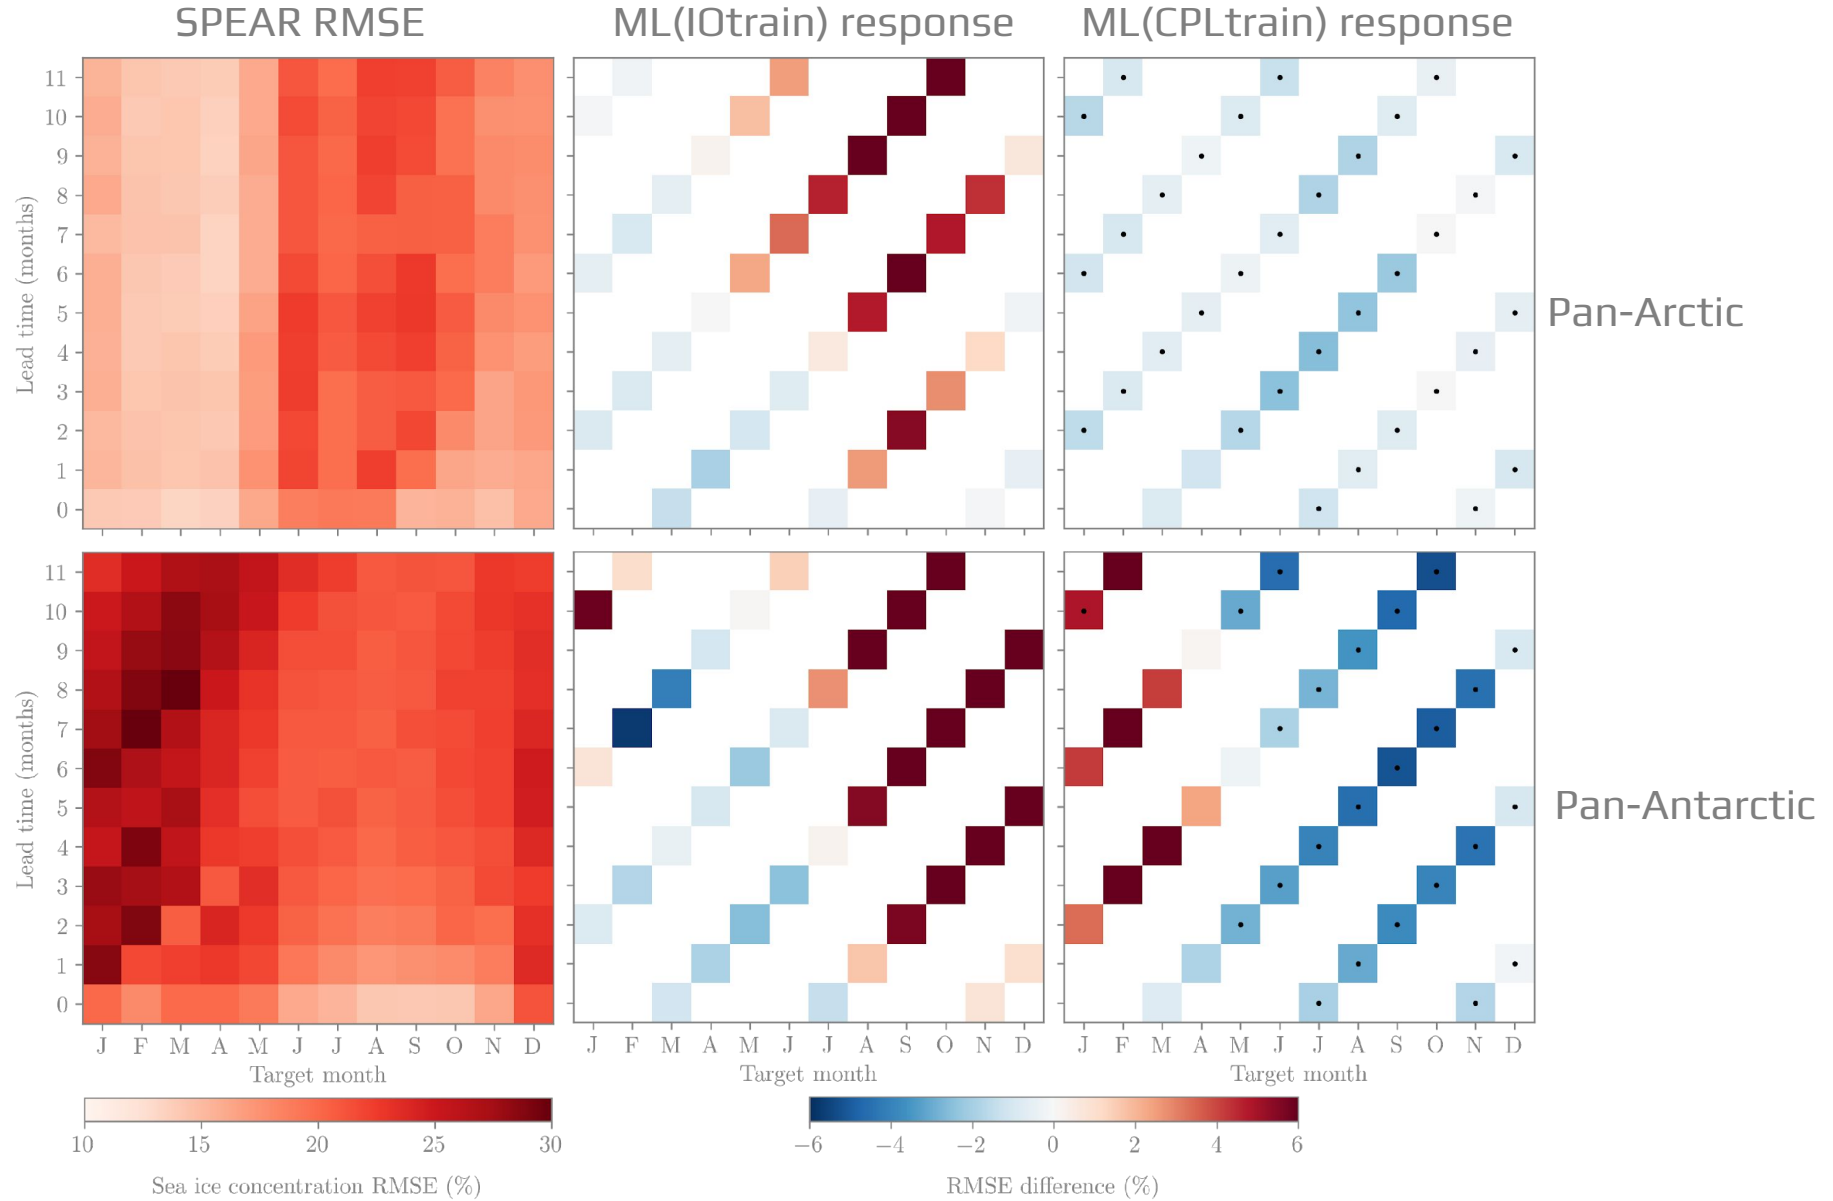 SPEAR RMSE
ML(IOtrain) response
ML(CPLtrain) response
Lead time (months)
11
10
9
8
7
6
5
4
3
2
1
0
Pan-Arctic
Lead time (months)
11
10
9
8
7
6
5
4
3
2
1
0
Pan-Antarctic
J F M A M J J A S O N D
J F M A M J J A S O N D
J F M A M J J A S O N D
Target month
Target month
Target month
10 15 20 25 30
Sea ice concentration RMSE (%)
−6 −4 −2 0 2 4 6
RMSE difference (%)